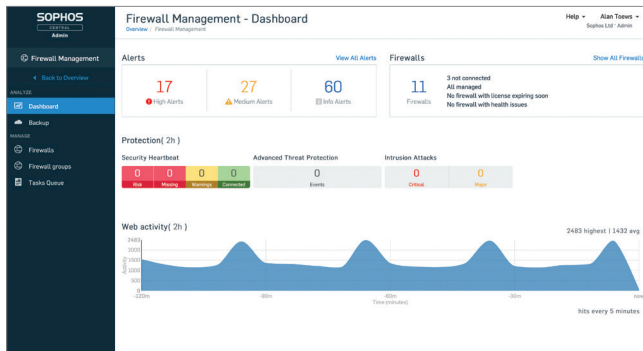 SOPHOS
CENTRAL
Admin
Firewall Management
Back to Overview
ANALYZE
Dashboard
Backup
MANAGE
Firewalls
Firewall groups
Tasks Queue
Firewall Management - Dashboard
Overview / Firewall Management
Help
Alan Toews
Sophos Ltd · Admin
Alerts
View All Alerts
17
High Alerts
27
Medium Alerts
60
Info Alerts
Firewalls
Show All Firewalls
11
Firewalls
3 not connected
All managed
No firewall with license expiring soon
No firewall with health issues
Protection( 2h )
Security Heartbeat
0
Risk
0
Missing
0
Warnings
0
Connected
Advanced Threat Protection
0
Events
Intrusion Attacks
0
Critical
0
Major
Web activity( 2h )
2483 highest | 1432 avg
Activity
2483
2000
1500
1000
500
0
-120m
-90m
-60m
-30m
now
Time (minutes)
hits every 5 minutes